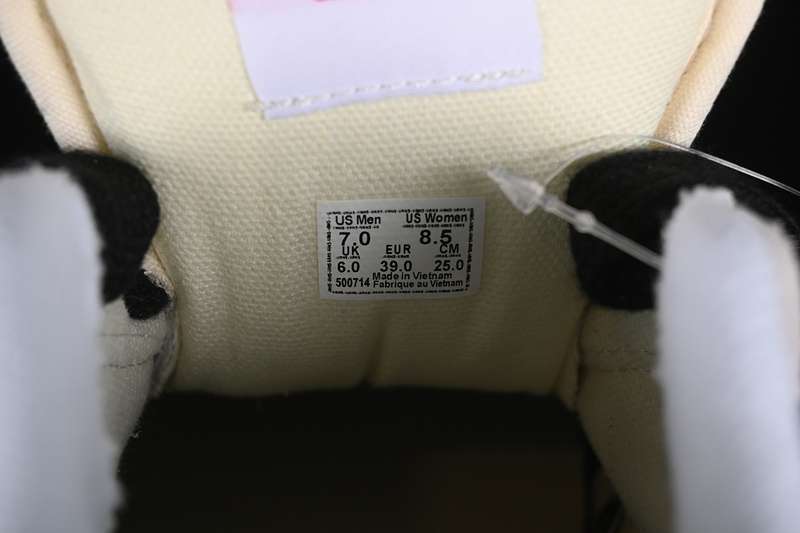 US Men US Women
7.0 8.5
UK EUR CM
6.0 39.0 25.0
500714 Made in Vietnam
Fabrique au Vietnam